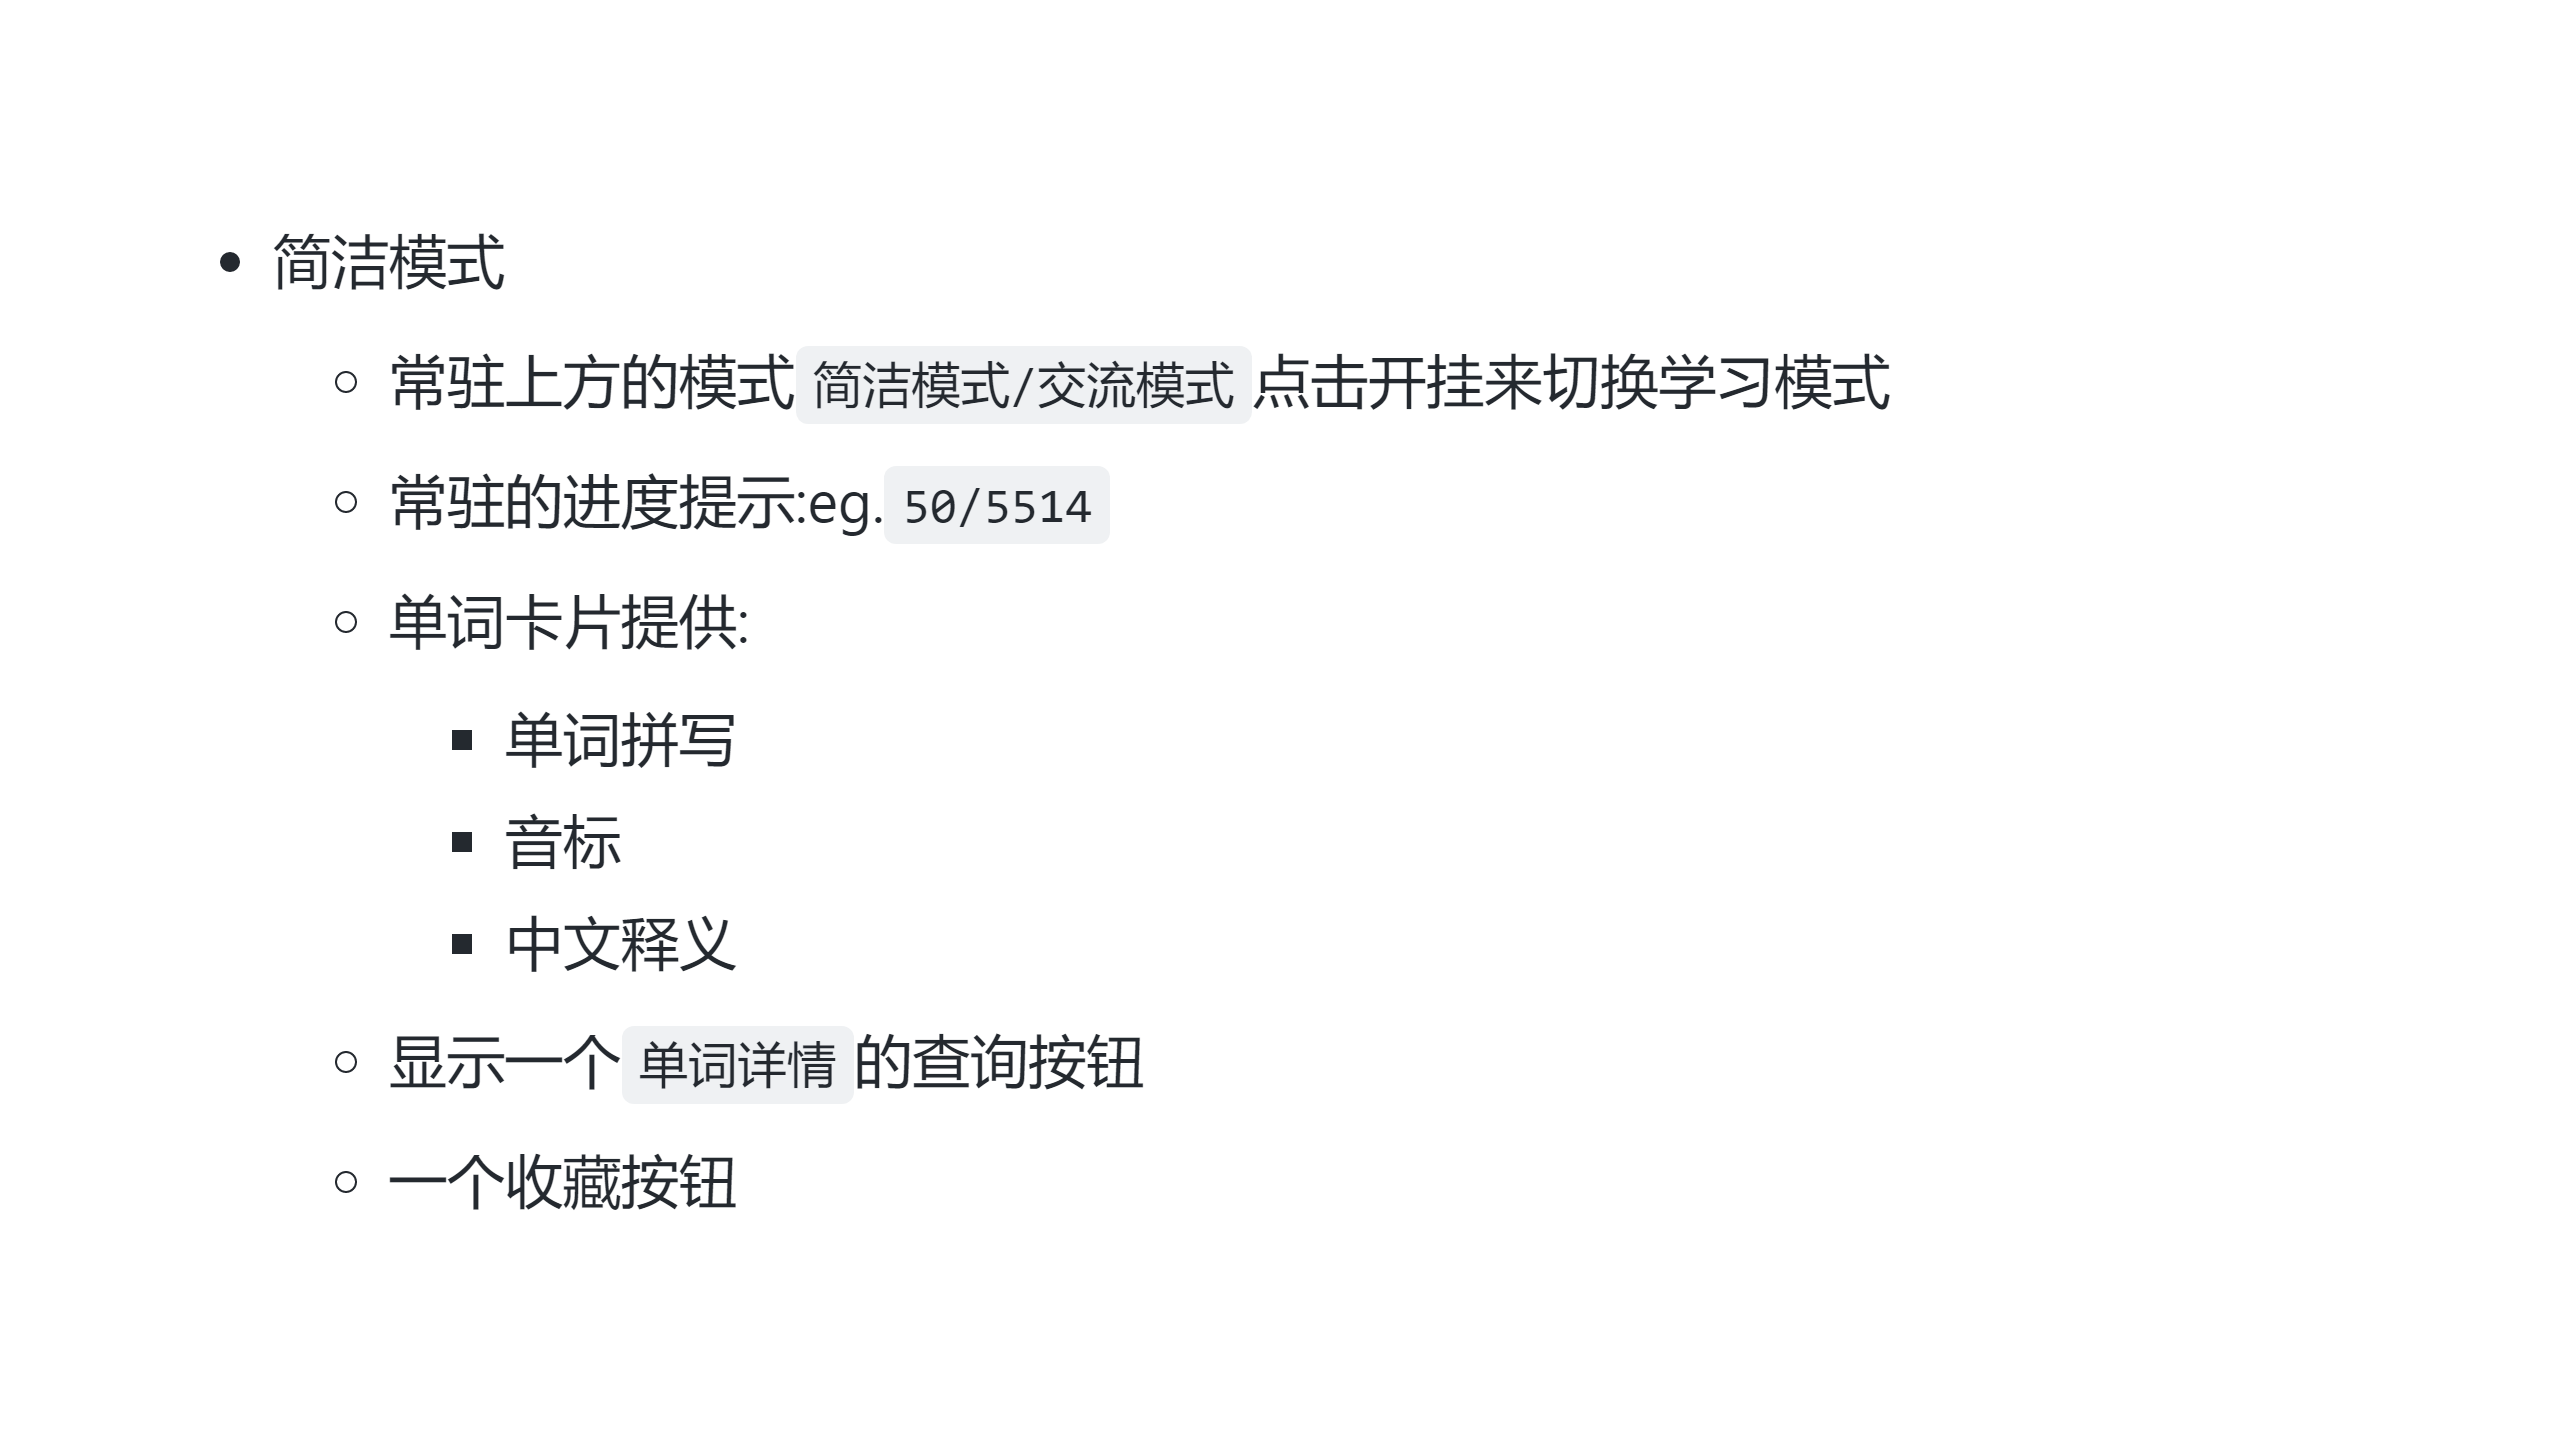 简洁模式
常驻上方的模式 简洁模式/交流模式 点击开挂来切换学习模式
常驻的进度提示:eg. 50/5514
单词卡片提供:
单词拼写
音标
中文释义
显示一个 单词详情 的查询按钮
一个收藏按钮